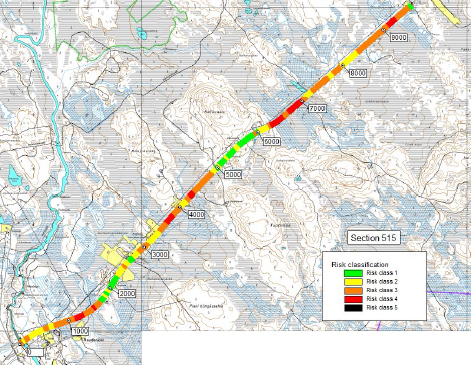 9000
8000
7000
6000
5000
4000
Section 515
3000
Risk classification
Risk class 1
Risk class 2
Risk class 3
Risk class 4
Risk class 5
2000
1000